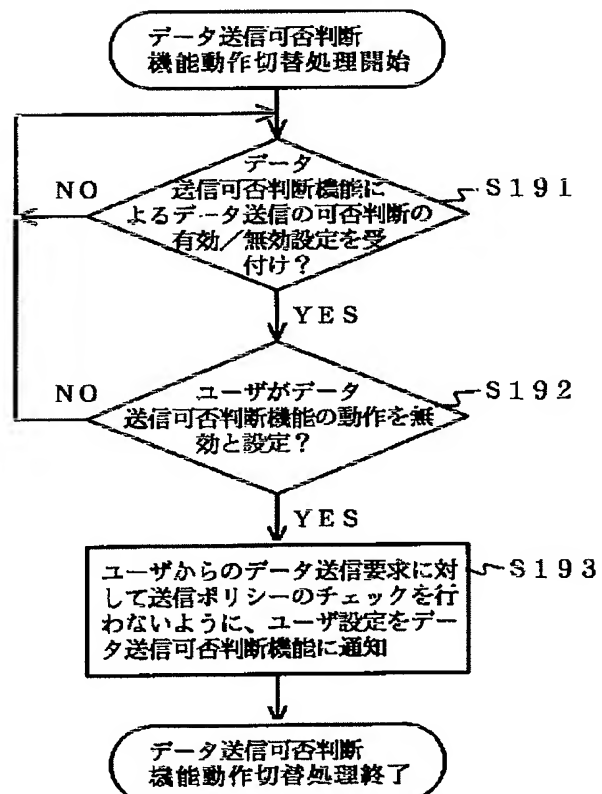 データ送信可否判断
機能動作切替処理開始
データ
送信可否判断機能に
よるデータ送信の可否判断の
有効／無効設定を受
付け？
NO
S191
YES
ユーザがデータ
送信可否判断機能の動作を無
効と設定？
NO
S192
YES
ユーザからのデータ送信要求に対
して送信ポリシーのチェックを行
わないように、ユーザ設定をデー
タ送信可否判断機能に通知
S193
データ送信可否判断
機能動作切替処理終了